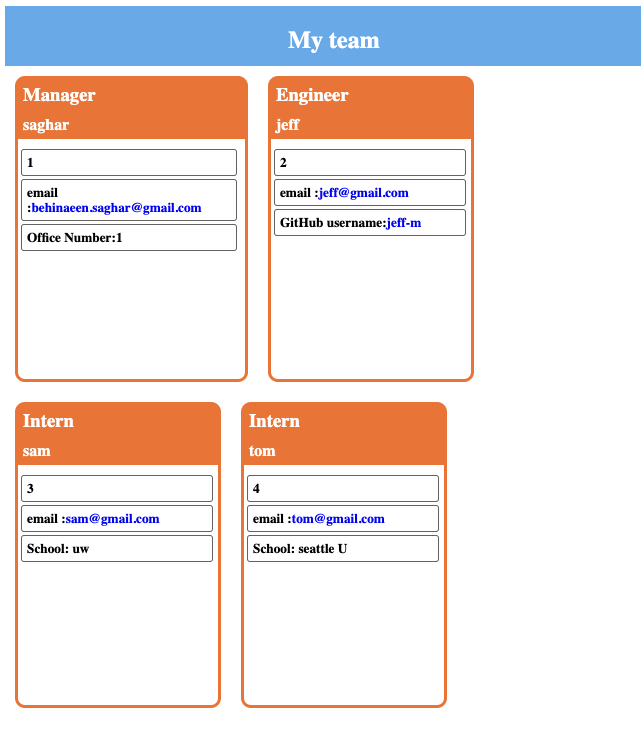 My team
Manager
saghar
1
email
:behinaeen.saghar@gmail.com
Office Number:1
Engineer
jeff
2
email :jeff@gmail.com
GitHub username:jeff-m
Intern
sam
3
email :sam@gmail.com
School: uw
Intern
tom
4
email :tom@gmail.com
School: seattle U